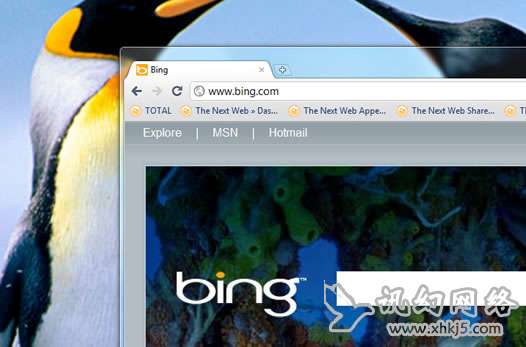 Bing
www.bing.com
TOTAL The Next Web » Das... The Next Web Appe... The Next Web Share... T
Explore | MSN | Hotmail
bing™
讯幻网络
www.xhkj5.com